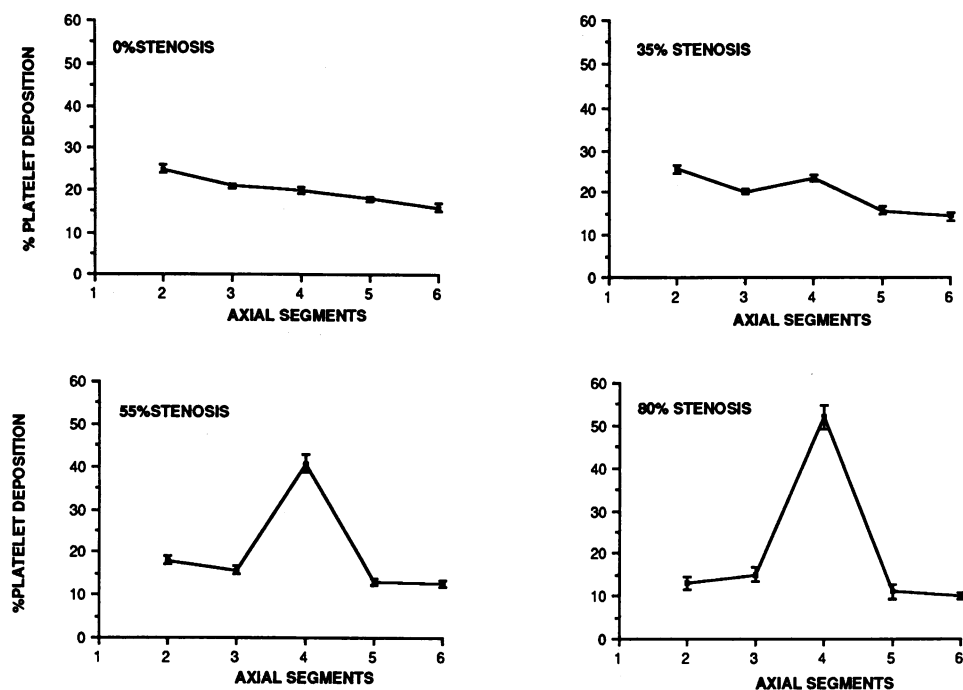 0%STENOSIS
% PLATELET DEPOSITION
60
50
40
30
20
10
0
1 2 3 4 5 6
AXIAL SEGMENTS
35% STENOSIS
60
50
40
30
20
10
0
1 2 3 4 5 6
AXIAL SEGMENTS
55%STENOSIS
%PLATELET DEPOSITION
60
50
40
30
20
10
0
1 2 3 4 5 6
AXIAL SEGMENTS
80% STENOSIS
60
50
40
30
20
10
0
1 2 3 4 5 6
AXIAL SEGMENTS